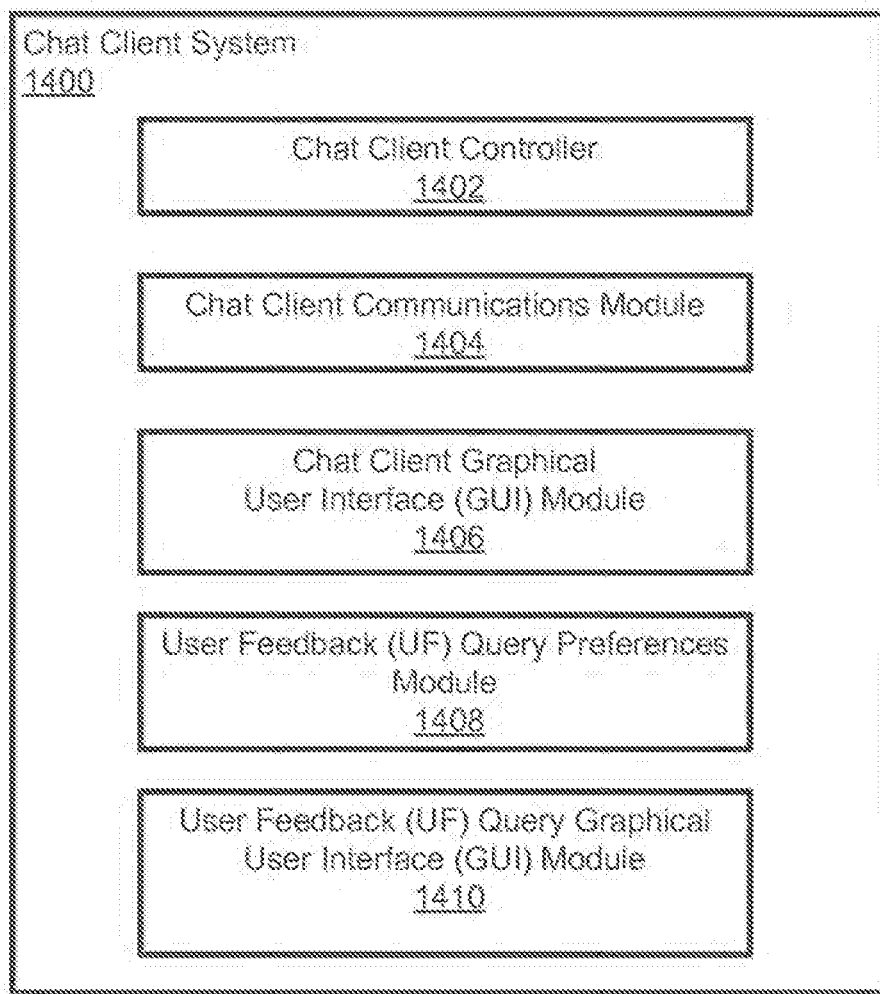 Chat Client System
1400
Chat Client Controller
1402
Chat Client Communications Module
1404
Chat Client Graphical
User Interface (GUI) Module
1406
User Feedback (UF) Query Preferences
Module
1408
User Feedback (UF) Query Graphical
User Interface (GUI) Module
1410